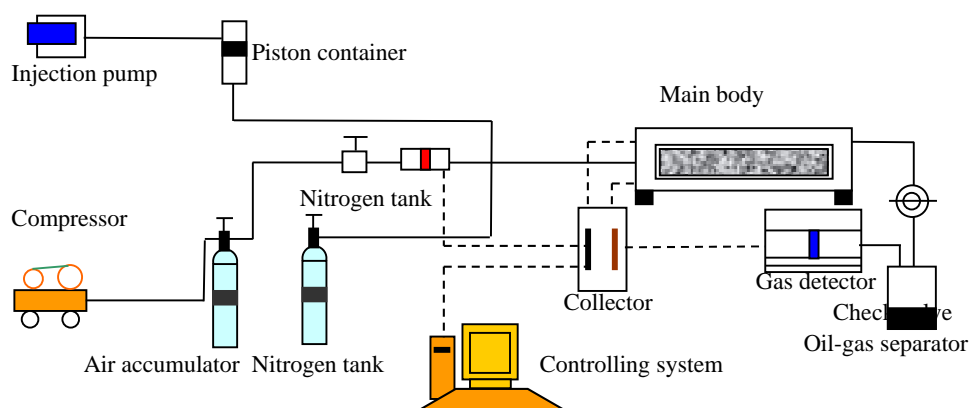 Injection pump
Piston container
Main body
Nitrogen tank
Compressor
Gas detector
Collector
Check
Oil-gas separator
Air accumulator
Nitrogen tank
Controlling system